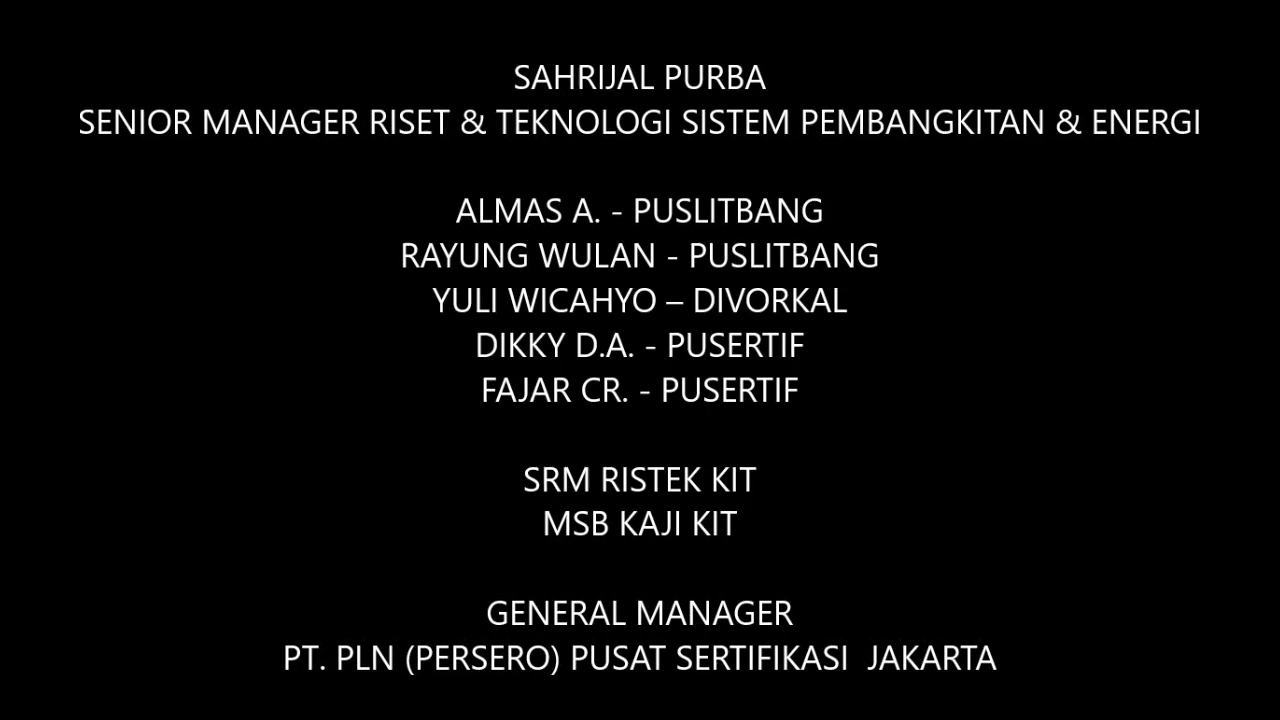 SAHRIJAL PURBA
SENIOR MANAGER RISET & TEKNOLOGI SISTEM PEMBANGKITAN & ENERGI
ALMAS A. - PUSLITBANG
RAYUNG WULAN - PUSLITBANG
YULI WICAHYO – DIVORKAL
DIKKY D.A. - PUSERTIF
FAJAR CR. - PUSERTIF
SRM RISTEK KIT
MSB KAJI KIT
GENERAL MANAGER
PT. PLN (PERSERO) PUSAT SERTIFIKASI  JAKARTA